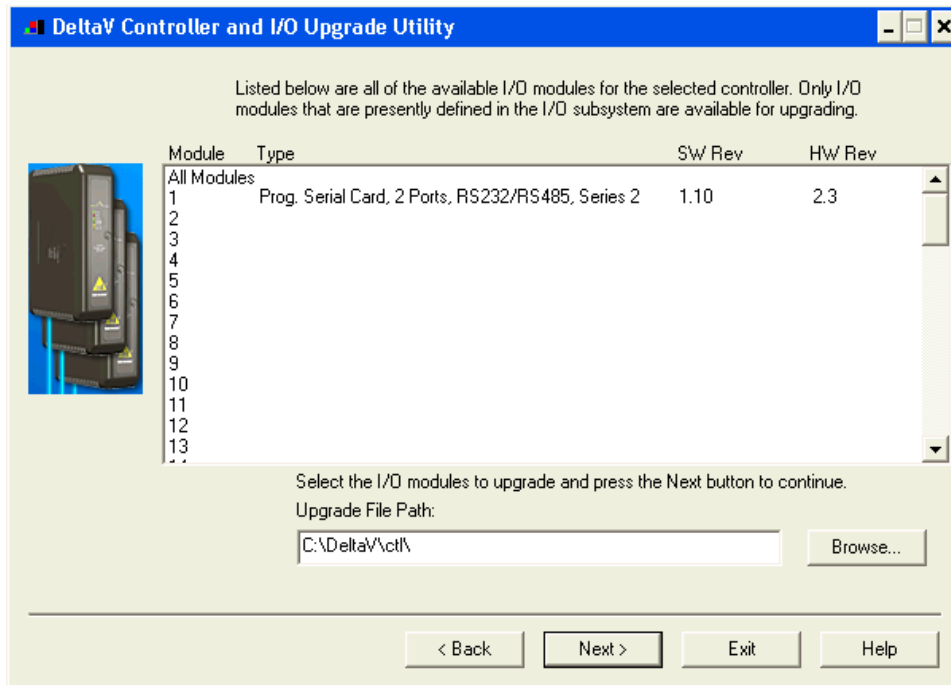 DeltaV Controller and I/O Upgrade Utility
Listed below are all of the available I/O modules for the selected controller. Only I/O
modules that are presently defined in the I/O subsystem are available for upgrading.
Module Type SW Rev HW Rev
All Modules
1 Prog. Serial Card, 2 Ports, RS232/RS485, Series 2 1.10 2.3
2
3
4
5
6
7
8
9
10
11
12
13
Select the I/O modules to upgrade and press the Next button to continue.
Upgrade File Path:
C:\DeltaV\ctl\ Browse...
< Back Next > Exit Help